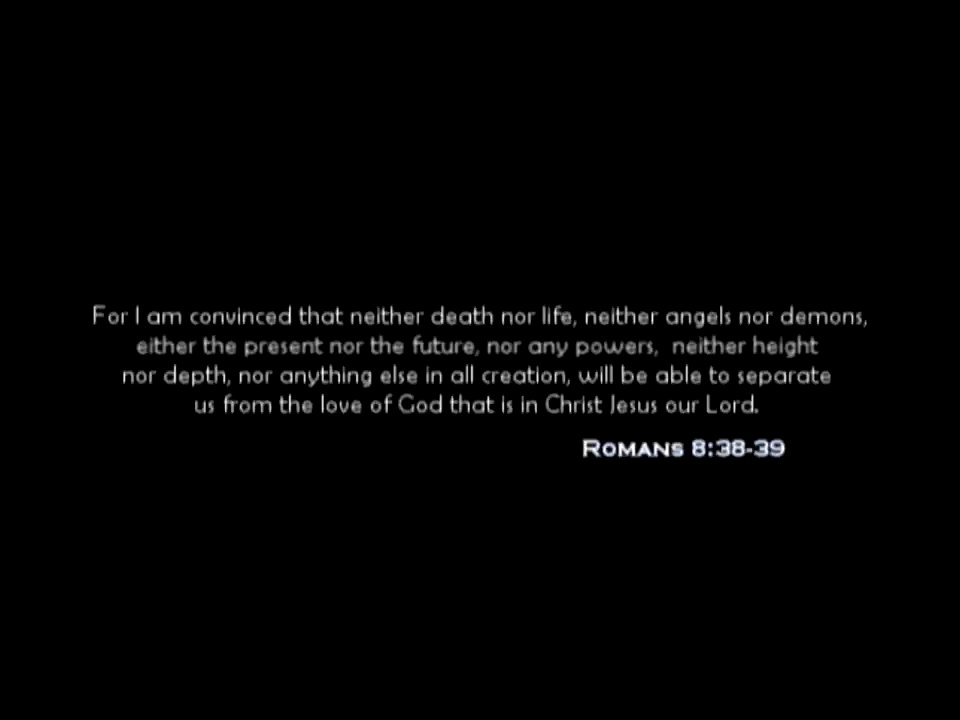 For I am convinced that neither death nor life, neither angels nor demons,
either the present nor the future, nor any powers, neither height
nor depth, nor anything else in all creation, will be able to separate
us from the love of God that is in Christ Jesus our Lord.
ROMANS 8:38-39